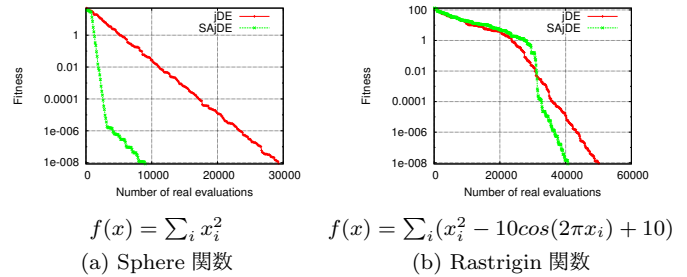 jDE
SAjDE
1
0.01
0.0001
1e-006
1e-008
Fitness
0 10000 20000 30000
Number of real evaluations
jDE
SAjDE
100
1
0.01
0.0001
1e-006
1e-008
Fitness
0 20000 40000 60000
Number of real evaluations
f(x) = ∑_i x_i^2
(a) Sphere 関数
f(x) = ∑_i(x_i^2 − 10cos(2πx_i) + 10)
(b) Rastrigin 関数